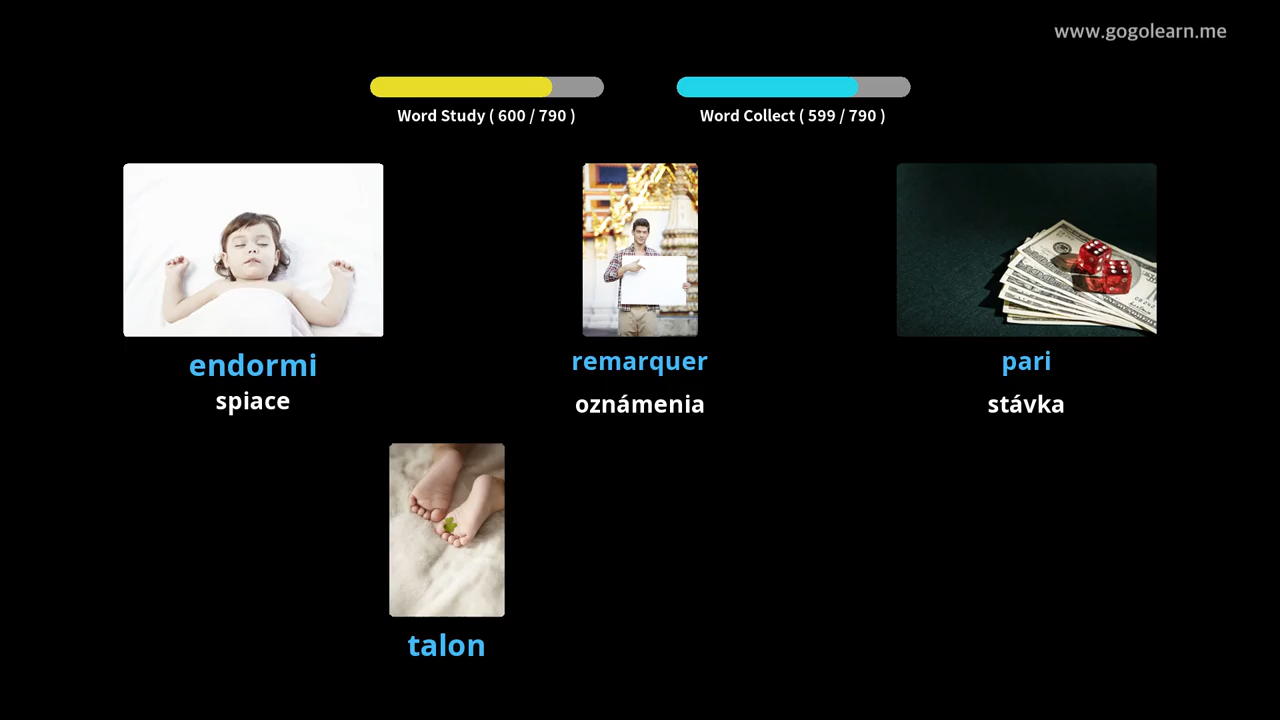 www.gogolearn.me
Word Study ( 600 / 790 )
Word Collect ( 599 / 790 )
endormi
spiace
remarquer
oznámenia
pari
stávka
talon